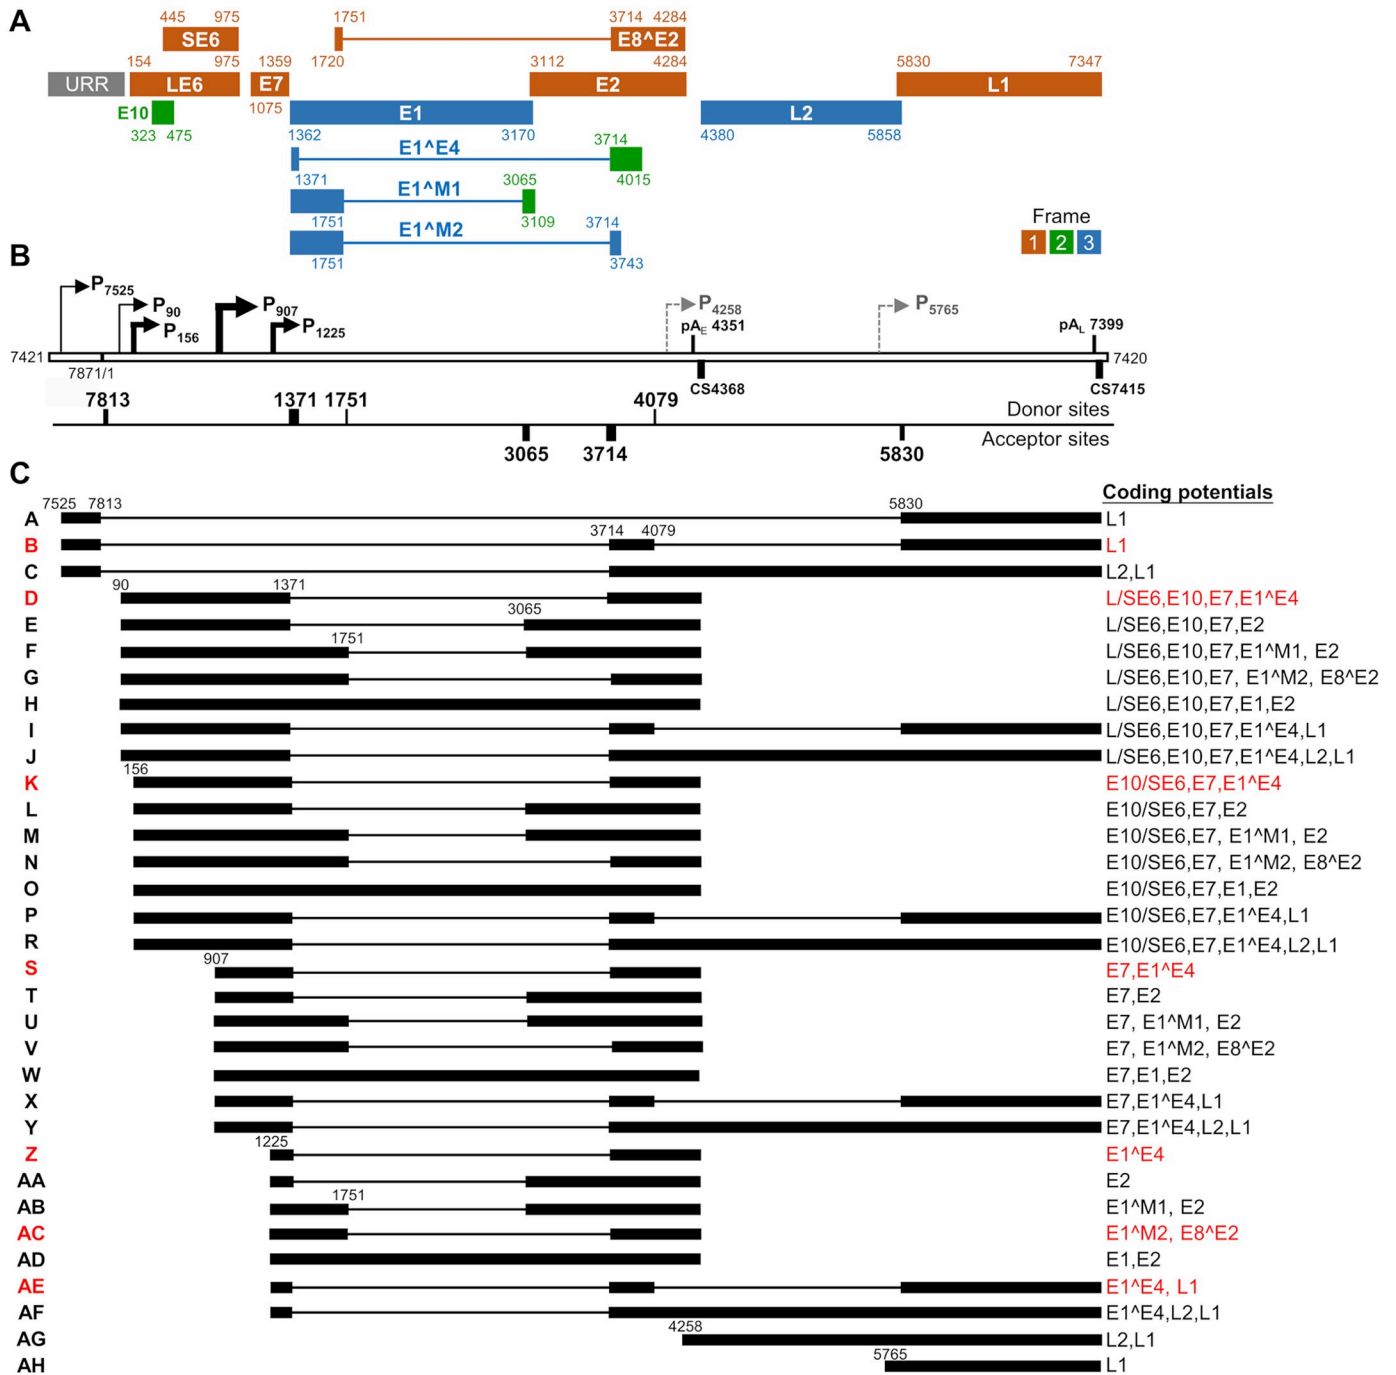 A
445 975
1751
3714 4284
SE6
E8^E2
154 975
1359
1720
3112 4284
5830 7347
URR
LE6
E7
E2
L1
E10
1075
E1
L2
323 475
1362 3170
4380 5858
E1^E4
3714
4015
1371
E1^M1
3065
1751
3109
E1^M2
3714
1751
3743
Frame
1 2 3
B
P7525
P90
P156
P907
P1225
P4258
P5765
pAE 4351
pAL 7399
7421
7420
7871/1
CS4368
CS7415
7813 1371 1751 4079
Donor sites
Acceptor sites
3065 3714 5830
C
Coding potentials
7525 7813 5830
A L1
3714 4079
B L1
C L2,L1
90 1371
D L/SE6,E10,E7,E1^E4
3065
E L/SE6,E10,E7,E2
1751
F L/SE6,E10,E7,E1^M1, E2
G L/SE6,E10,E7, E1^M2, E8^E2
H L/SE6,E10,E7,E1,E2
I L/SE6,E10,E7,E1^E4,L1
J L/SE6,E10,E7,E1^E4,L2,L1
156
K E10/SE6,E7,E1^E4
L E10/SE6,E7,E2
M E10/SE6,E7, E1^M1, E2
N E10/SE6,E7, E1^M2, E8^E2
O E10/SE6,E7,E1,E2
P E10/SE6,E7,E1^E4,L1
R E10/SE6,E7,E1^E4,L2,L1
907
S E7,E1^E4
T E7,E2
U E7, E1^M1, E2
V E7, E1^M2, E8^E2
W E7,E1,E2
X E7,E1^E4,L1
Y E7,E1^E4,L2,L1
1225
Z E1^E4
AA E2
1751
AB E1^M1, E2
AC E1^M2, E8^E2
AD E1,E2
AE E1^E4, L1
AF E1^E4,L2,L1
4258
AG L2,L1
5765
AH L1